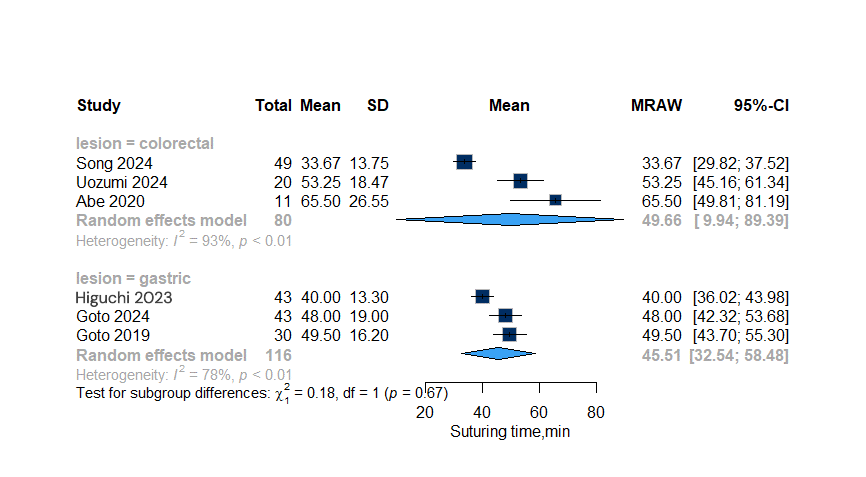 Study Total Mean SD Mean MRAW 95%-CI
lesion = colorectal
Song 2024 49 33.67 13.75 33.67 [29.82; 37.52]
Uozumi 2024 20 53.25 18.47 53.25 [45.16; 61.34]
Abe 2020 11 65.50 26.55 65.50 [49.81; 81.19]
Random effects model 80 49.66 [ 9.94; 89.39]
Heterogeneity: I² = 93%, p < 0.01
lesion = gastric
Higuchi 2023 43 40.00 13.30 40.00 [36.02; 43.98]
Goto 2024 43 48.00 19.00 48.00 [42.32; 53.68]
Goto 2019 30 49.50 16.20 49.50 [43.70; 55.30]
Random effects model 116 45.51 [32.54; 58.48]
Heterogeneity: I² = 78%, p < 0.01
Test for subgroup differences: χ²₁ = 0.18, df = 1 (p = 0.67)
20 40 60 80
Suturing time,min